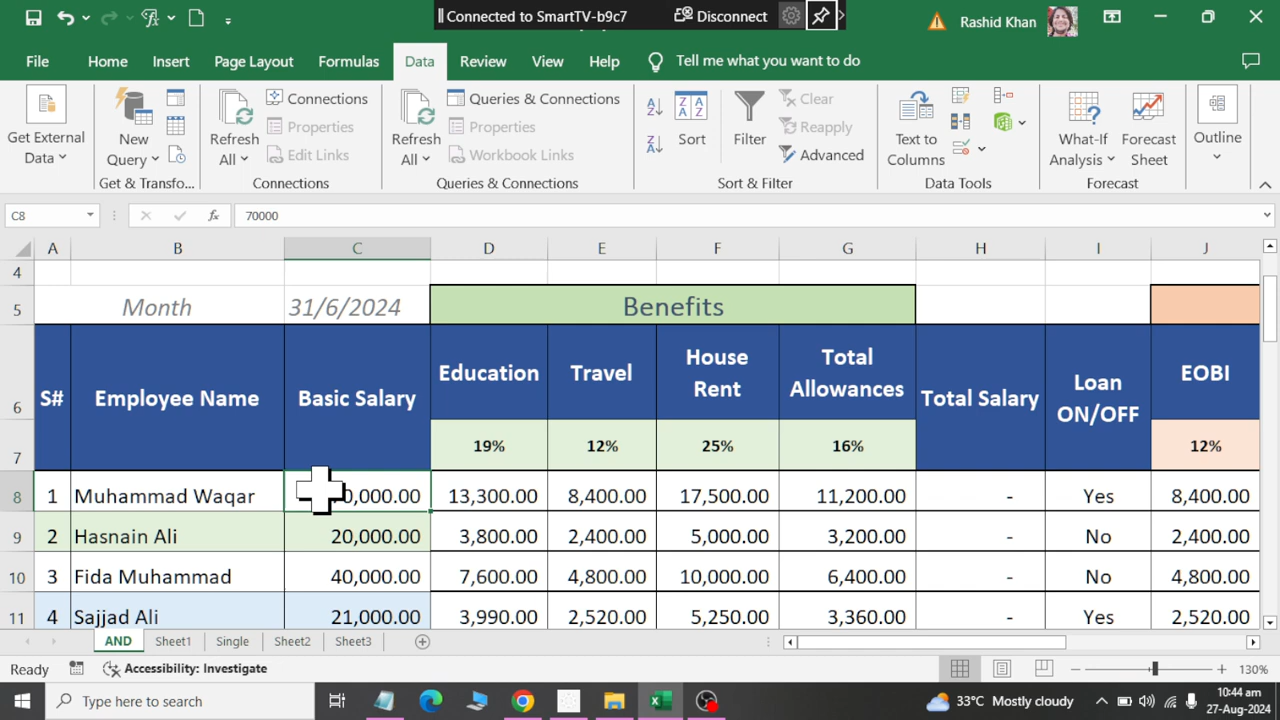 Connected to SmartTV-b9c7 Disconnect
Rashid Khan
File Home Insert Page Layout Formulas Data Review View Help Tell me what you want to do
Get External Data
New Query
Get & Transfo...
Refresh All
Connections
Properties
Edit Links
Connections
Refresh All
Queries & Connections
Properties
Workbook Links
Queries & Connections
Sort
Filter
Clear
Reapply
Advanced
Sort & Filter
Text to Columns
Data Tools
What-If Analysis
Forecast Sheet
Forecast
Outline
C8 fx 70000
A B C D E F G H I J
4
5 Month 31/6/2024 Benefits
6 S# Employee Name Basic Salary Education Travel House Rent Total Allowances Total Salary Loan ON/OFF EOBI
7 19% 12% 25% 16% 12%
8 1 Muhammad Waqar 0,000.00 13,300.00 8,400.00 17,500.00 11,200.00 - Yes 8,400.00
9 2 Hasnain Ali 20,000.00 3,800.00 2,400.00 5,000.00 3,200.00 - No 2,400.00
10 3 Fida Muhammad 40,000.00 7,600.00 4,800.00 10,000.00 6,400.00 - No 4,800.00
11 4 Sajjad Ali 21,000.00 3,990.00 2,520.00 5,250.00 3,360.00 - Yes 2,520.00
AND Sheet1 Single Sheet2 Sheet3
Ready Accessibility: Investigate 130%
Type here to search 33°C Mostly cloudy 10:44 am
27-Aug-2024